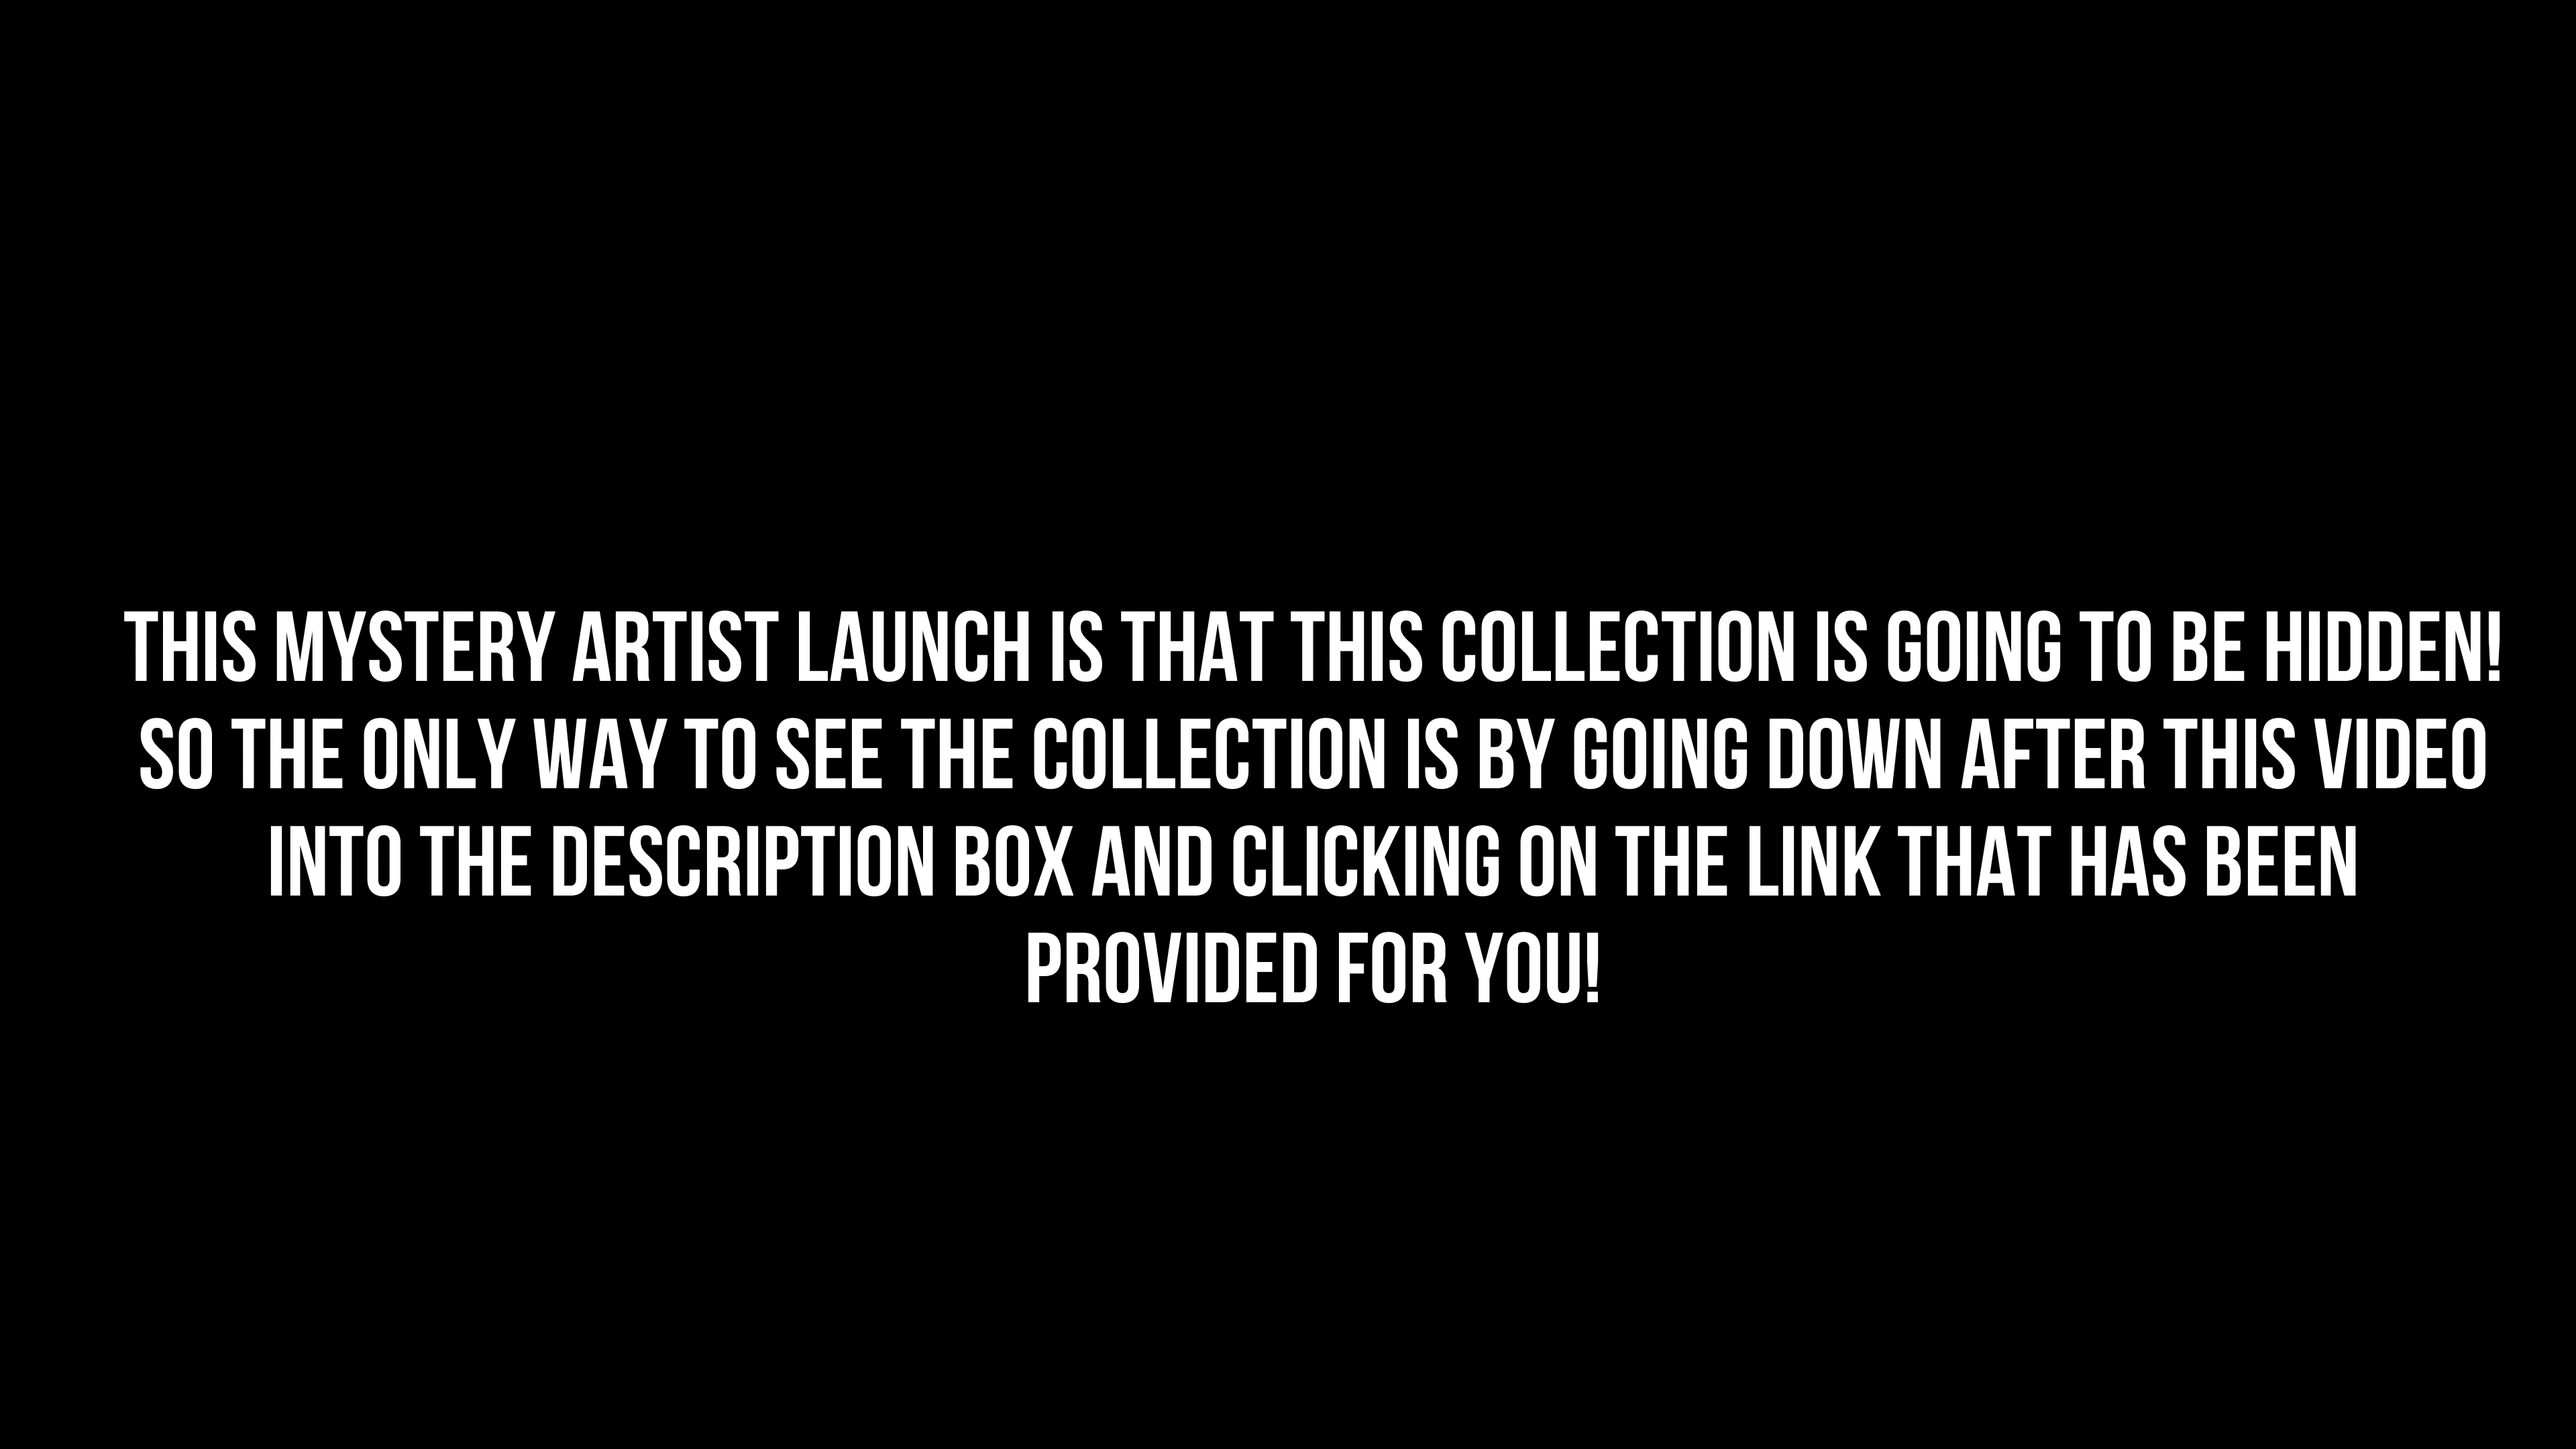 THIS MYSTERY ARTIST LAUNCH IS THAT THIS COLLECTION IS GOING TO BE HIDDEN!
SO THE ONLY WAY TO SEE THE COLLECTION IS BY GOING DOWN AFTER THIS VIDEO
INTO THE DESCRIPTION BOX AND CLICKING ON THE LINK THAT HAS BEEN
PROVIDED FOR YOU!